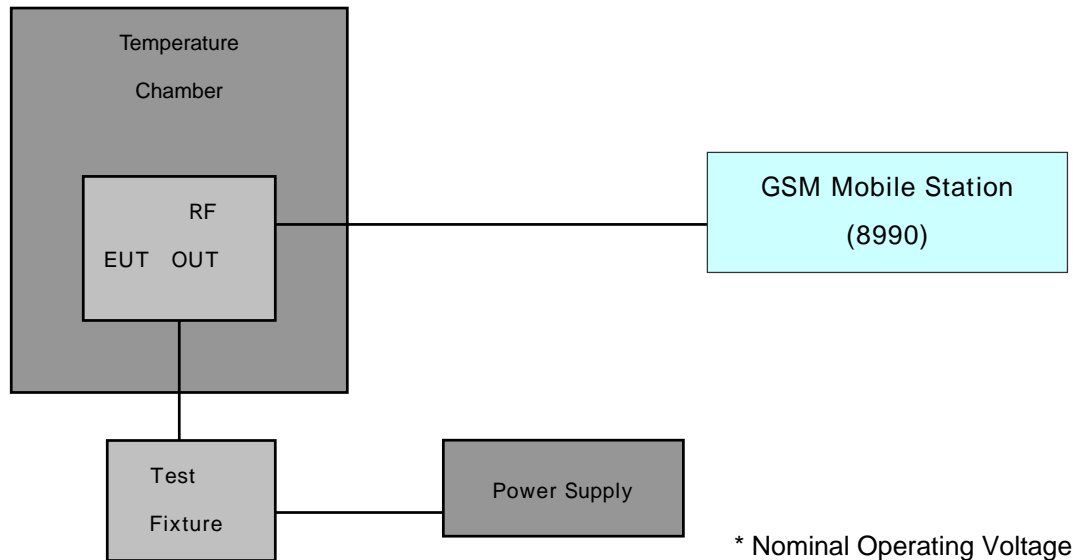 Temperature
Chamber
RF
EUT OUT
GSM Mobile Station
(8990)
Test
Fixture
Power Supply
* Nominal Operating Voltage